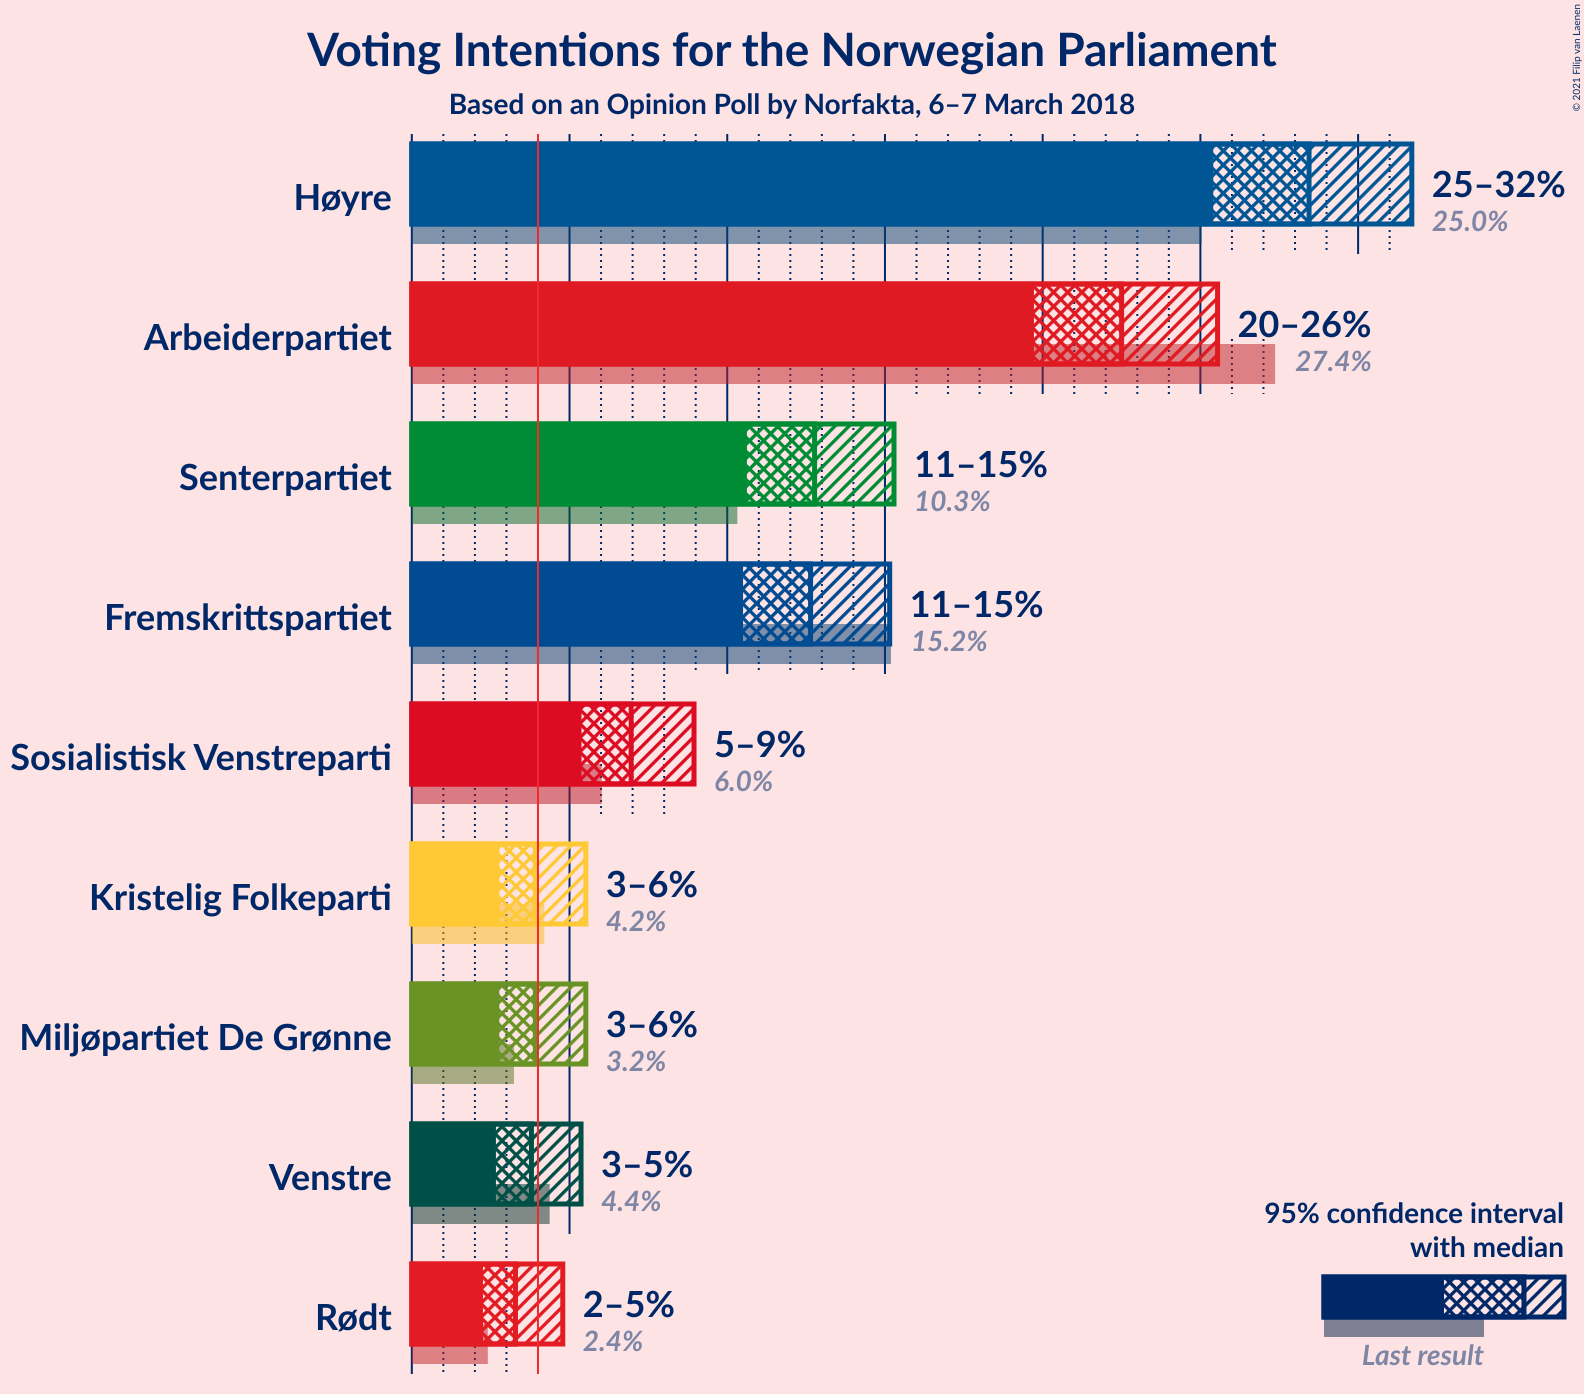 Voting Intentions for the Norwegian Parliament
Based on an Opinion Poll by Norfakta, 6–7 March 2018
© 2021 Filip van Laenen
Høyre
25–32%
25.0%
Arbeiderpartiet
20–26%
27.4%
Senterpartiet
11–15%
10.3%
Fremskrittspartiet
11–15%
15.2%
Sosialistisk Venstreparti
5–9%
6.0%
Kristelig Folkeparti
3–6%
4.2%
Miljøpartiet De Grønne
3–6%
3.2%
Venstre
3–5%
4.4%
Rødt
2–5%
2.4%
95% confidence interval
with median
Last result